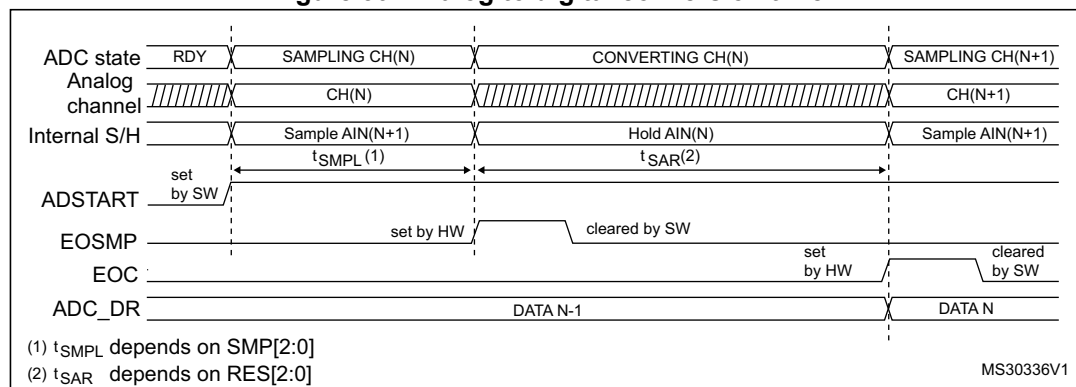 ADC state RDY SAMPLING CH(N) CONVERTING CH(N) SAMPLING CH(N+1)
Analog channel CH(N) CH(N+1)
Internal S/H Sample AIN(N+1) Hold AIN(N) Sample AIN(N+1)
tSMPL(1) tSAR(2)
set by SW
ADSTART
EOSMP set by HW cleared by SW
EOC set by HW cleared by SW
ADC_DR DATA N-1 DATA N
(1) tSMPL depends on SMP[2:0]
(2) tSAR depends on RES[2:0]
MS30336V1